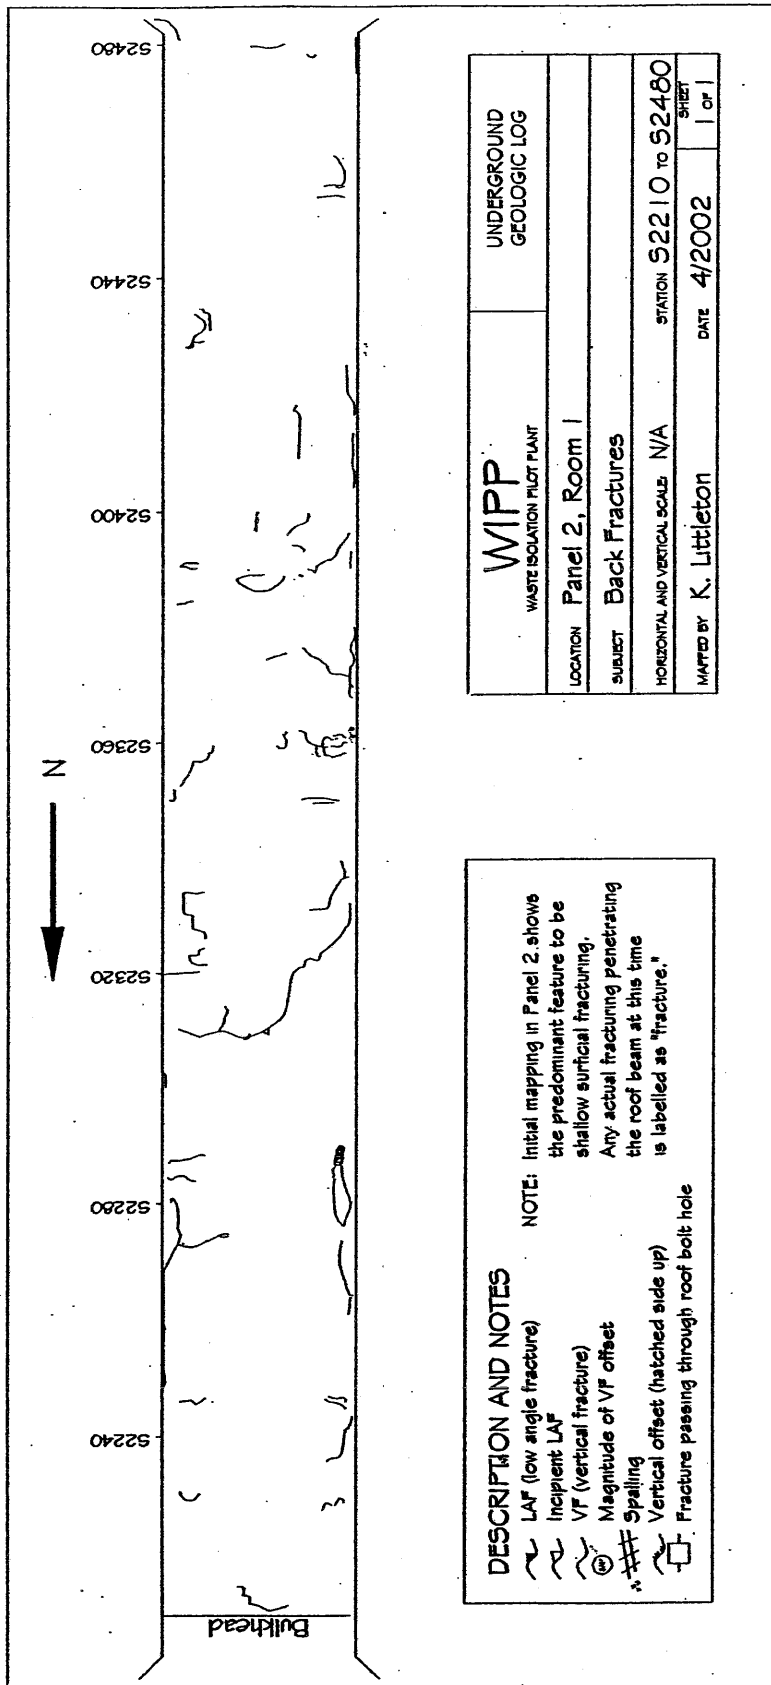 S2480
S2440
S2400
S2360
S2320
S2280
S2240
Bulkhead
N
DESCRIPTION AND NOTES
LAF (low angle fracture)
Incipient LAF
VF (vertical fracture)
Magnitude of VF offset
Spalling
Vertical offset (hatched side up)
Fracture passing through roof bolt hole
NOTE: Initial mapping in Panel 2 shows
the predominant feature to be
shallow surficial fracturing.
Any actual fracturing penetrating
the roof beam at this time
is labelled as "fracture."
WIPP
WASTE ISOLATION PILOT PLANT
UNDERGROUND
GEOLOGIC LOG
LOCATION Panel 2, Room 1
SUBJECT Back Fractures
HORIZONTAL AND VERTICAL SCALE: N/A STATION S2210 TO S2480
MAPPED BY K. Littleton DATE 4/2002 SHEET
1 OF 1